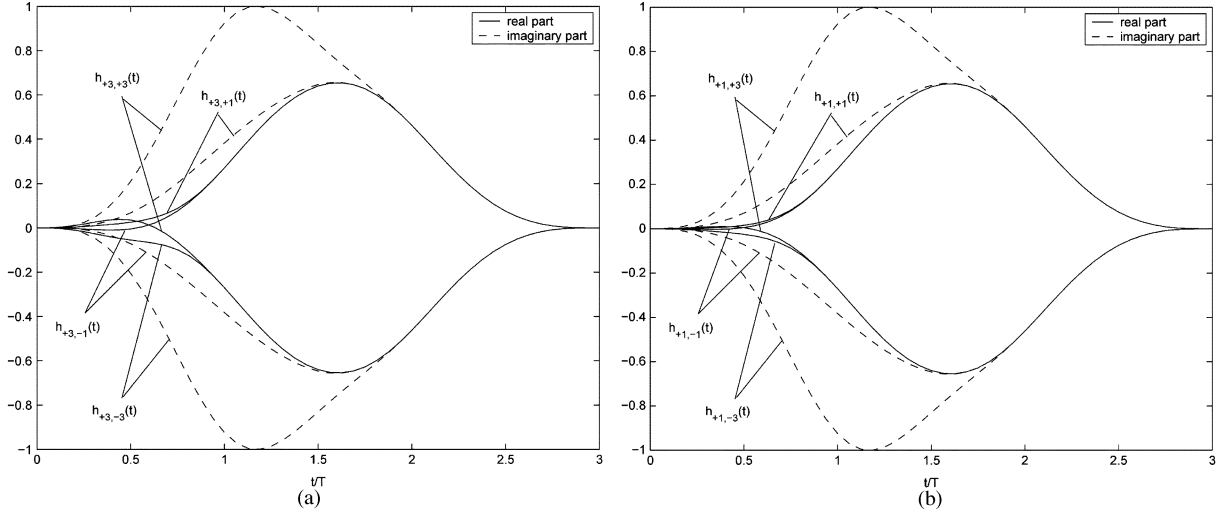 1
0.8
0.6
0.4
0.2
0
−0.2
−0.4
−0.6
−0.8
−1
real part
imaginary part
h+3,+3(t)
h+3,+1(t)
h+3,−1(t)
h+3,−3(t)
0 0.5 1 1.5 2 2.5 3
t/T
(a)
1
0.8
0.6
0.4
0.2
0
−0.2
−0.4
−0.6
−0.8
−1
real part
imaginary part
h+1,+3(t)
h+1,+1(t)
h+1,−1(t)
h+1,−3(t)
0 0.5 1 1.5 2 2.5 3
t/T
(b)